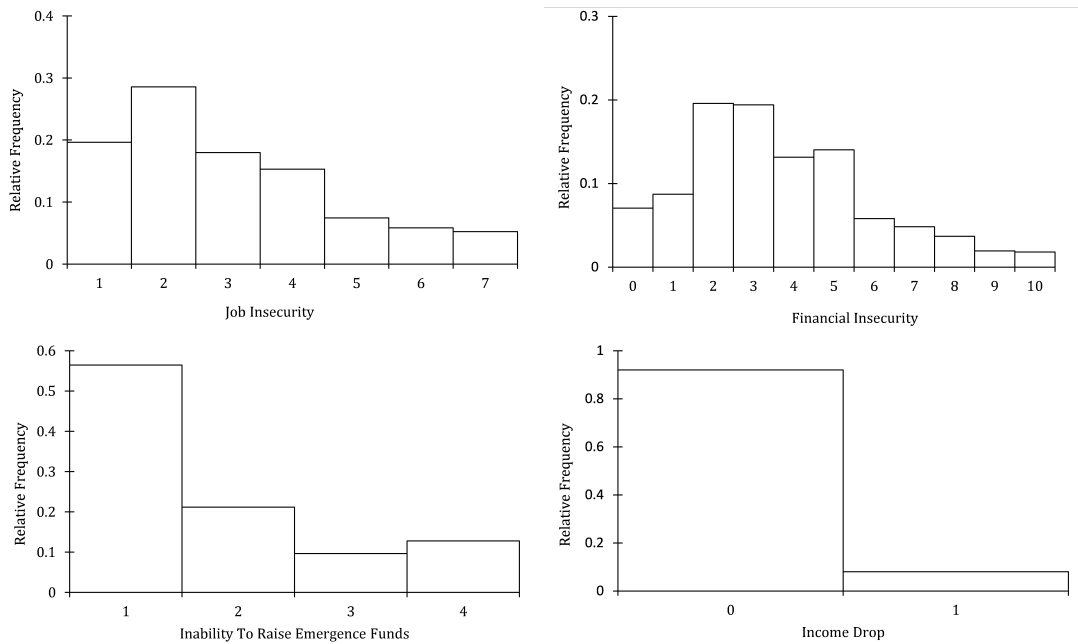 0.4
0.3
0.2
0.1
0
Relative Frequency
1 2 3 4 5 6 7
Job Insecurity
0.3
0.2
0.1
0
Relative Frequency
0 1 2 3 4 5 6 7 8 9 10
Financial Insecurity
0.6
0.5
0.4
0.3
0.2
0.1
0
Relative Frequency
1 2 3 4
Inability To Raise Emergence Funds
1
0.8
0.6
0.4
0.2
0
Relative Frequency
0 1
Income Drop